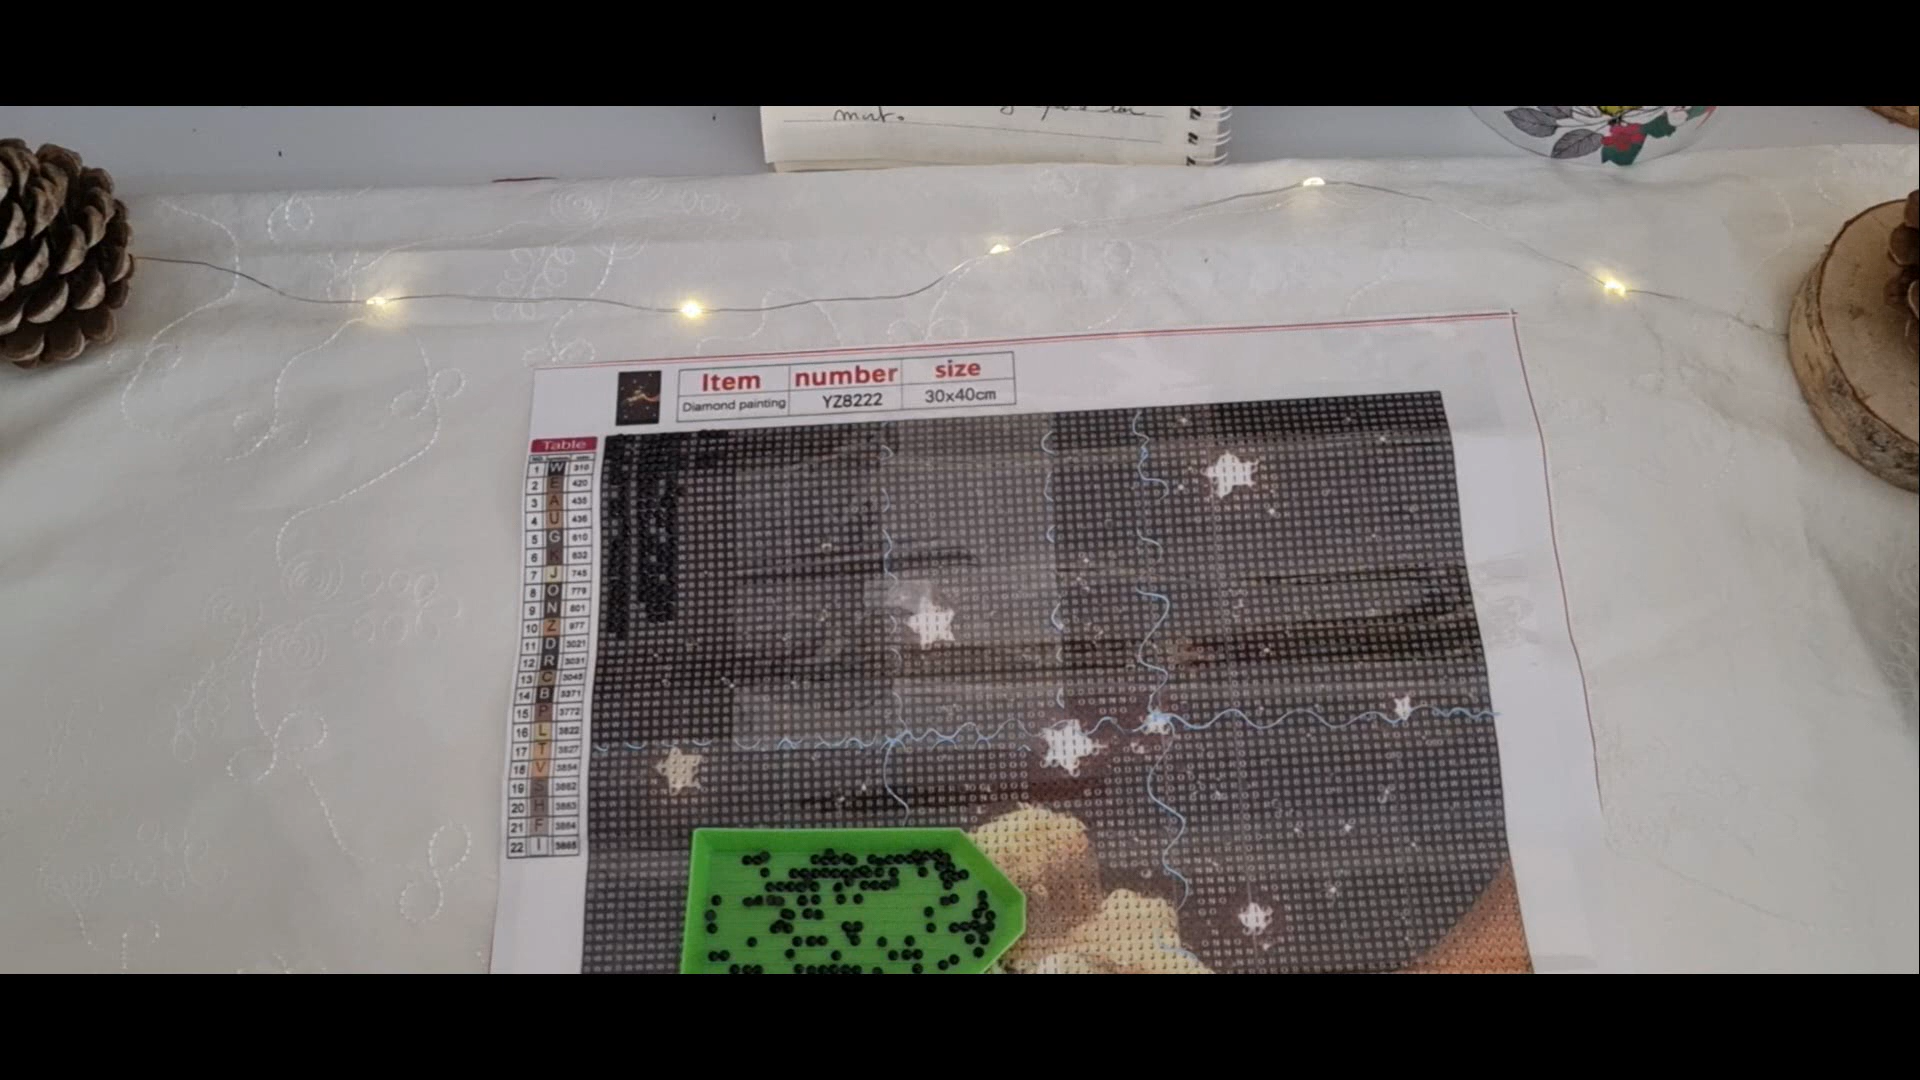 mut.
Item number size
Diamond painting YZ8222 30x40cm
Table
1 W 310
2 E 420
3 A 435
4 U 436
5 G 610
6 K 632
7 J 745
8 O 779
9 N 801
10 Z 977
11 D 3021
12 R 3031
13 C 3045
14 B 3371
15 P 3772
16 L 3822
17 T 3827
18 V 3854
19 3862
20 H 3863
21 F 3864
22 I 3865